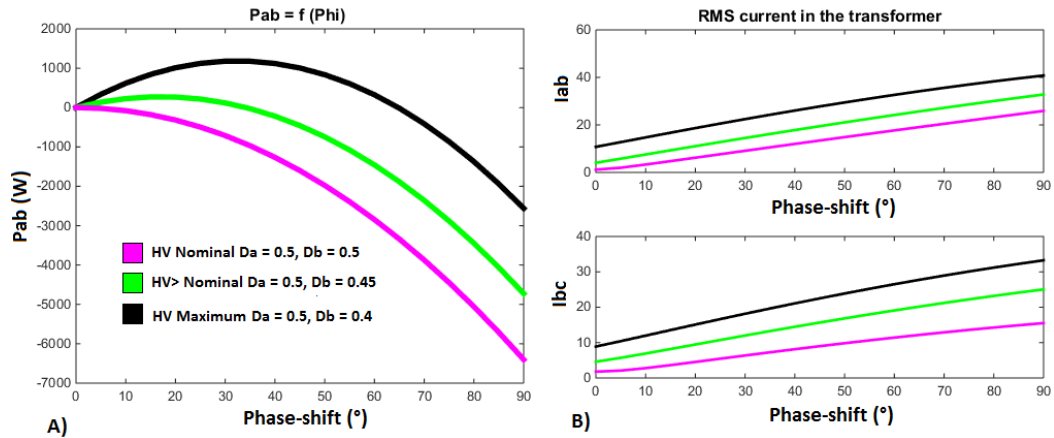 Pab = f (Phi)
2000
1000
0
-1000
-2000
-3000
-4000
-5000
-6000
-7000
Pab (W)
HV Nominal Da = 0.5, Db = 0.5
HV> Nominal Da = 0.5, Db = 0.45
HV Maximum Da = 0.5, Db = 0.4
0 10 20 30 40 50 60 70 80 90
Phase-shift (°)
A)
RMS current in the transformer
60
40
20
0
Iab
0 10 20 30 40 50 60 70 80 90
Phase-shift (°)
40
30
20
10
0
Ibc
0 10 20 30 40 50 60 70 80 90
Phase-shift (°)
B)